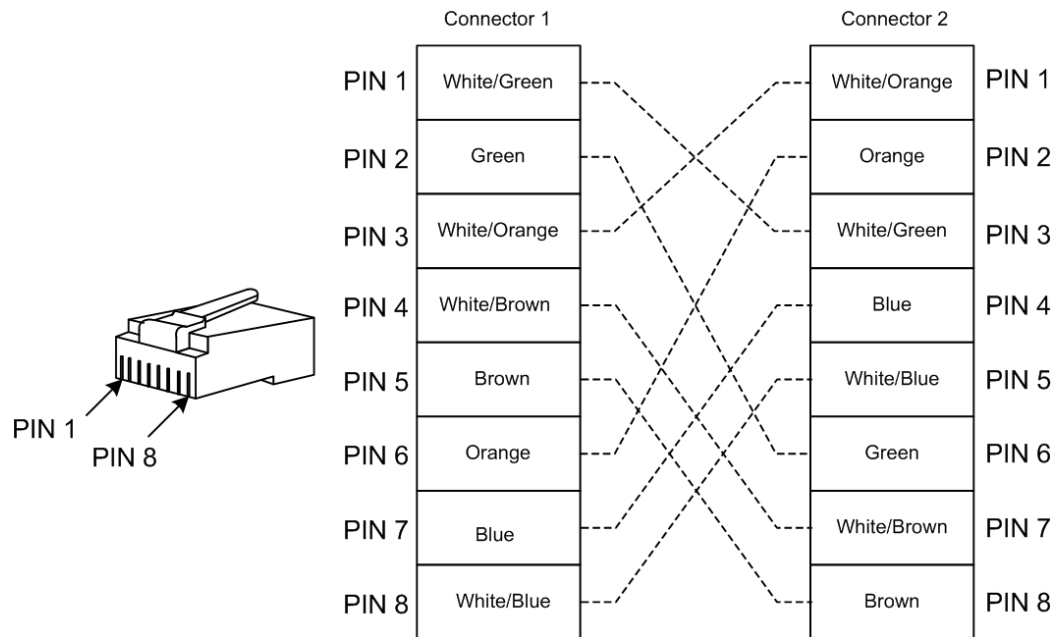 Connector 1 Connector 2
PIN 1 White/Green White/Orange PIN 1
PIN 2 Green Orange PIN 2
PIN 3 White/Orange White/Green PIN 3
PIN 4 White/Brown Blue PIN 4
PIN 5 Brown White/Blue PIN 5
PIN 6 Orange Green PIN 6
PIN 7 Blue White/Brown PIN 7
PIN 8 White/Blue Brown PIN 8
PIN 1
PIN 8